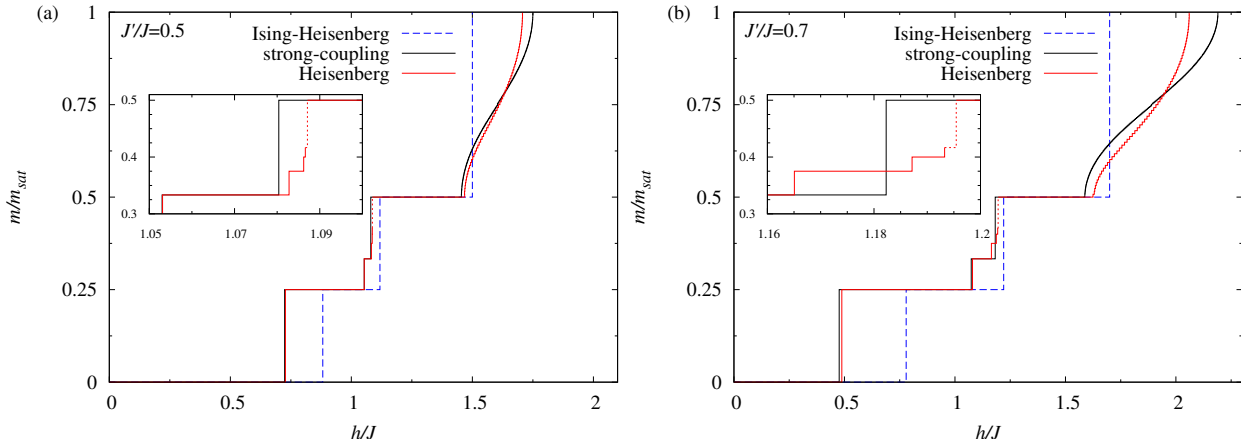 (a)
J'/J=0.5
Ising-Heisenberg
strong-coupling
Heisenberg
m/m_sat
1
0.75
0.5
0.25
0
0.5
0.4
0.3
1.05
1.07
1.09
0
0.5
1
1.5
2
h/J
(b)
J'/J=0.7
Ising-Heisenberg
strong-coupling
Heisenberg
m/m_sat
1
0.75
0.5
0.25
0
0.5
0.4
0.3
1.16
1.18
1.2
0
0.5
1
1.5
2
h/J